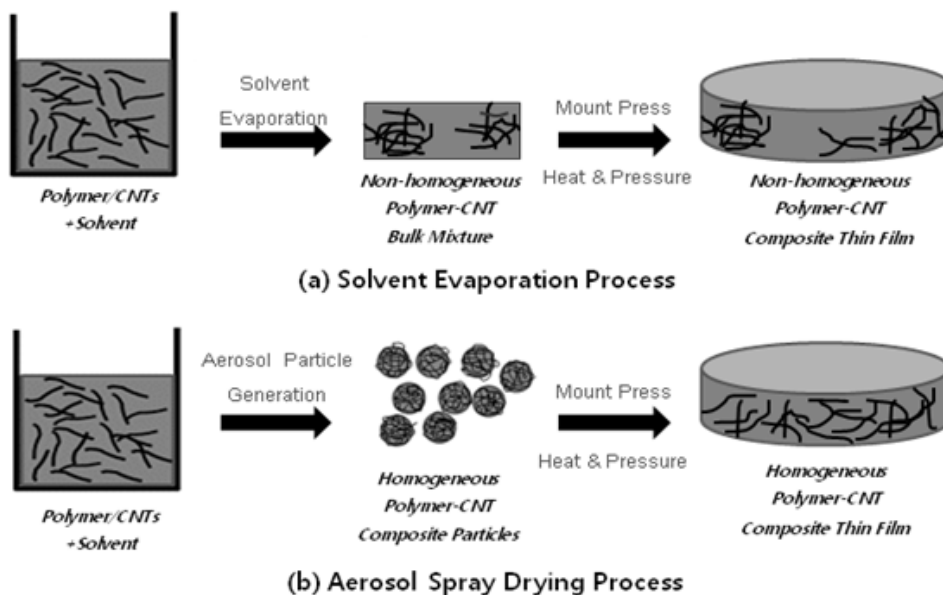 Solvent
Evaporation
Mount Press
Heat & Pressure
Polymer/CNTs
+Solvent
Non-homogeneous
Polymer-CNT
Bulk Mixture
Non-homogeneous
Polymer-CNT
Composite Thin Film
(a) Solvent Evaporation Process
Aerosol Particle
Generation
Mount Press
Heat & Pressure
Polymer/CNTs
+Solvent
Homogeneous
Polymer-CNT
Composite Particles
Homogeneous
Polymer-CNT
Composite Thin Film
(b) Aerosol Spray Drying Process